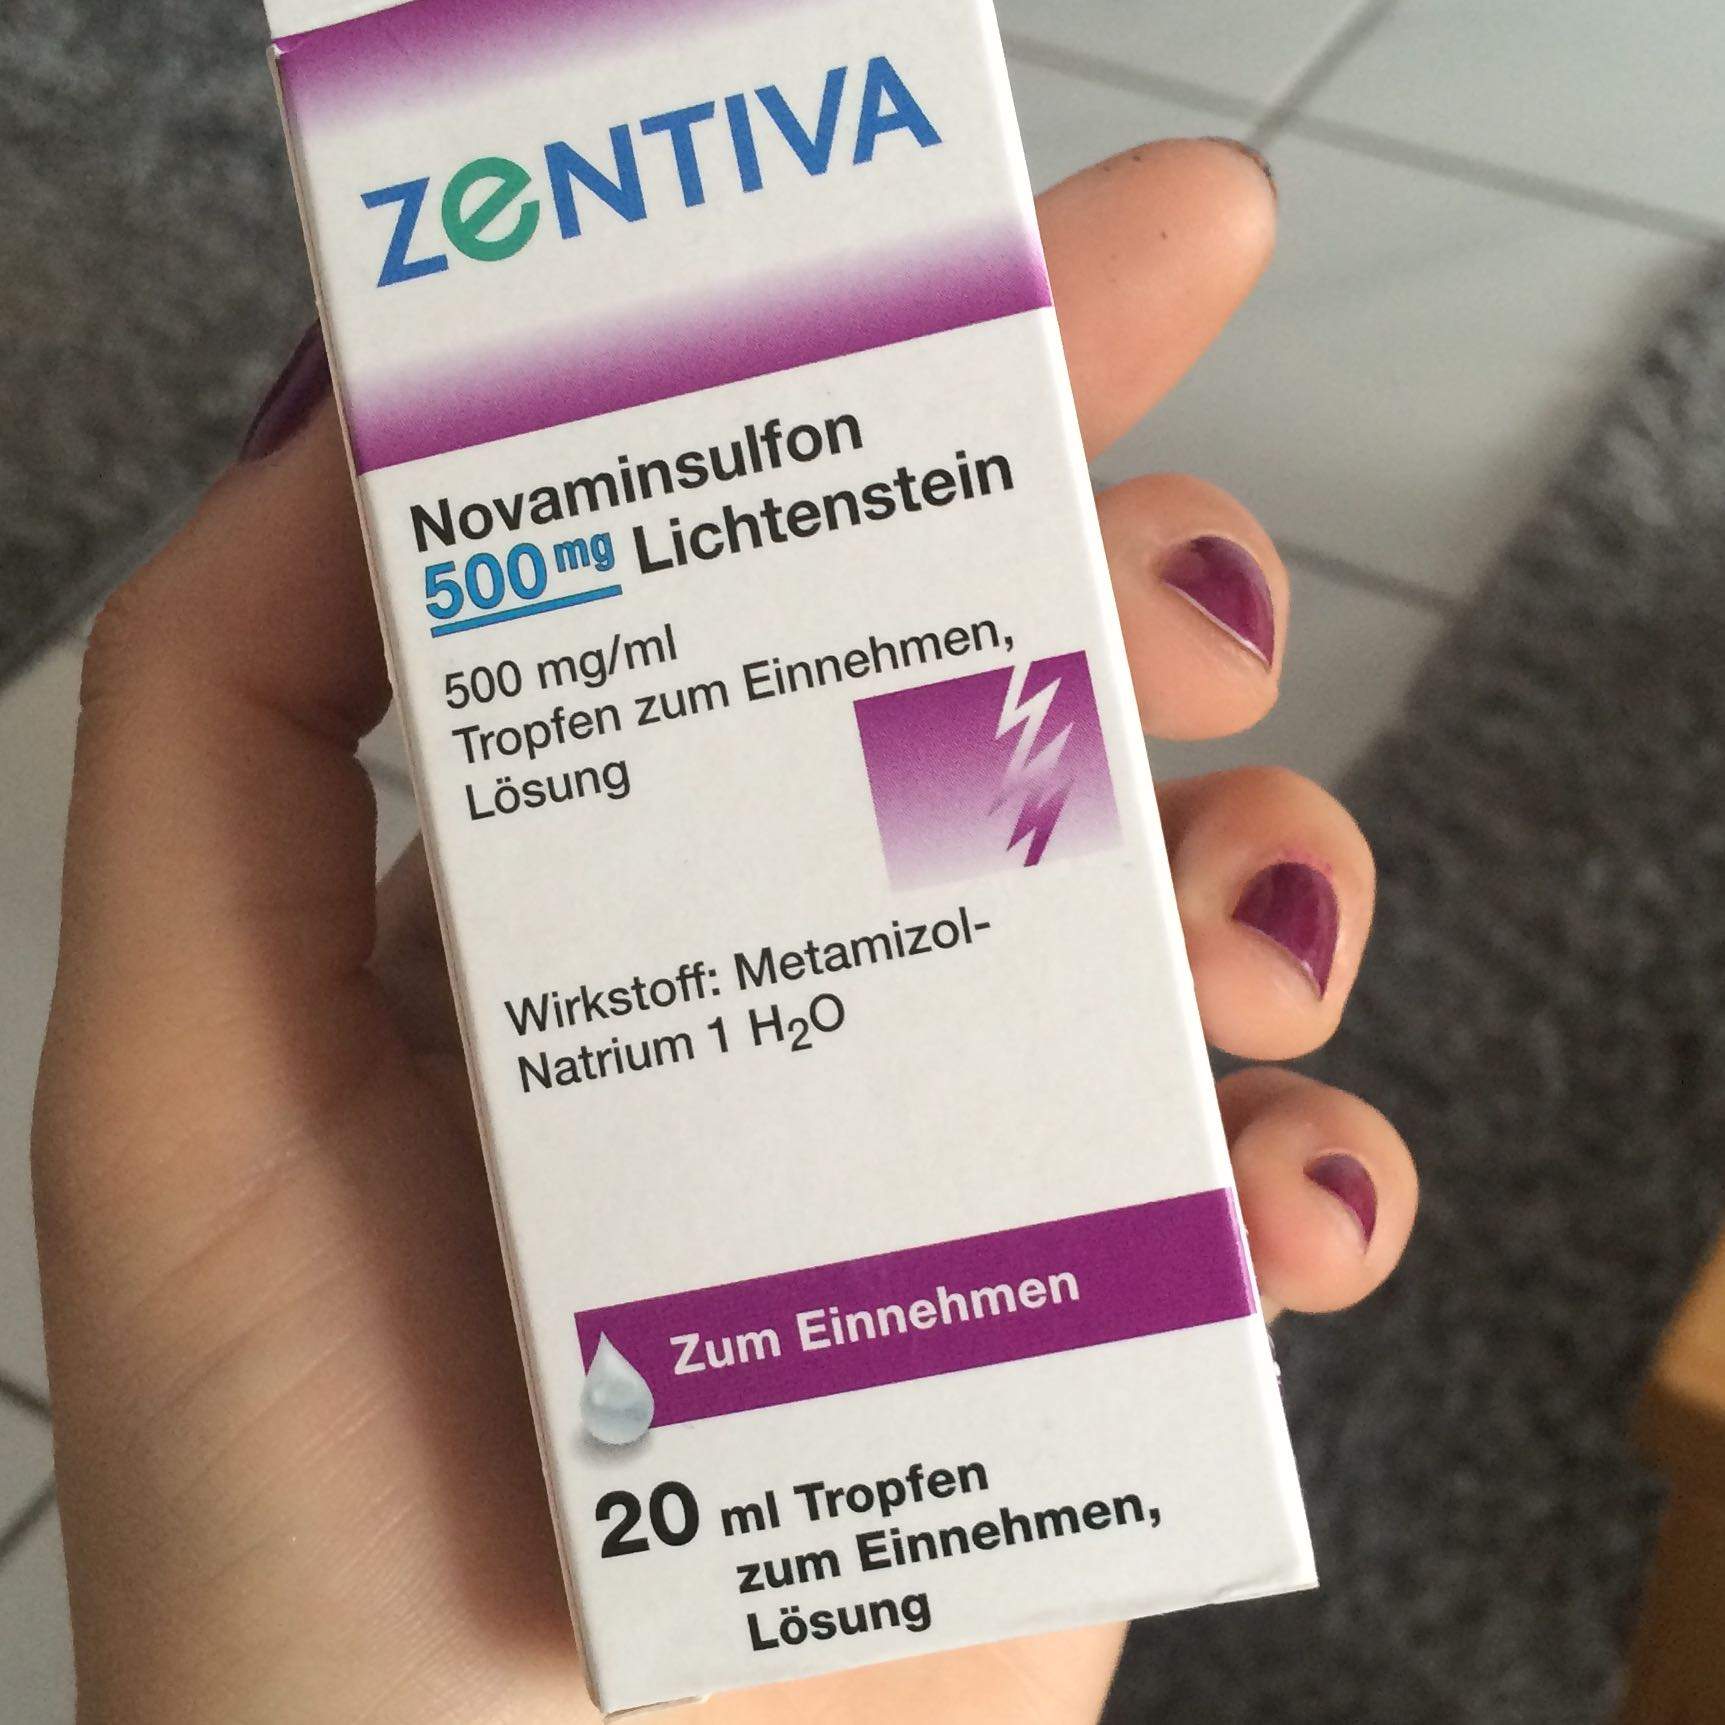 ZeNTIVA
Novaminsulfon
500 mg Lichtenstein
500 mg/ml
Tropfen zum Einnehmen,
Lösung
Wirkstoff: Metamizol-
Natrium 1 H₂O
Zum Einnehmen
20 ml Tropfen
zum Einnehmen,
Lösung